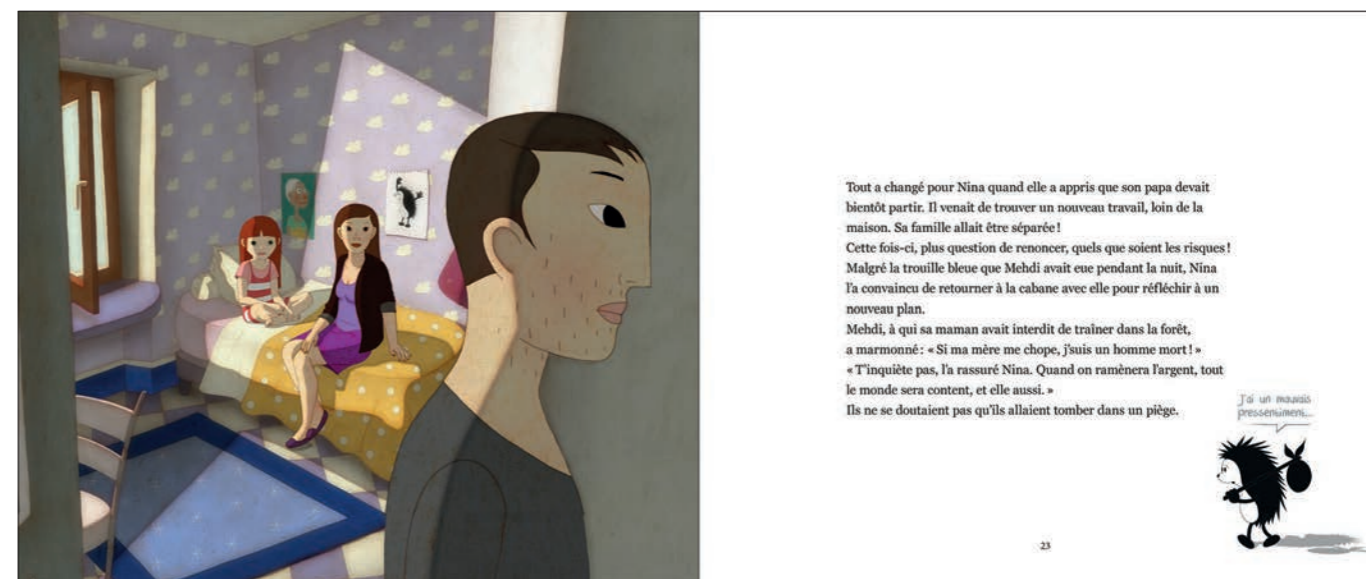 Tout a changé pour Nina quand elle a appris que son papa devait
bientôt partir. Il venait de trouver un nouveau travail, loin de la
maison. Sa famille allait être séparée !
Cette fois-ci, plus question de renoncer, quels que soient les risques !
Malgré la trouille bleue que Mehdi avait eue pendant la nuit, Nina
l'a convaincu de retourner à la cabane avec elle pour réfléchir à un
nouveau plan.
Mehdi, à qui sa maman avait interdit de traîner dans la forêt,
a marmonné : « Si ma mère me chope, j'suis un homme mort ! »
« T'inquiète pas, l'a rassuré Nina. Quand on ramènera l'argent, tout
le monde sera content, et elle aussi. »
Ils ne se doutaient pas qu'ils allaient tomber dans un piège.
J'ai un mauvais
pressentiment...
23